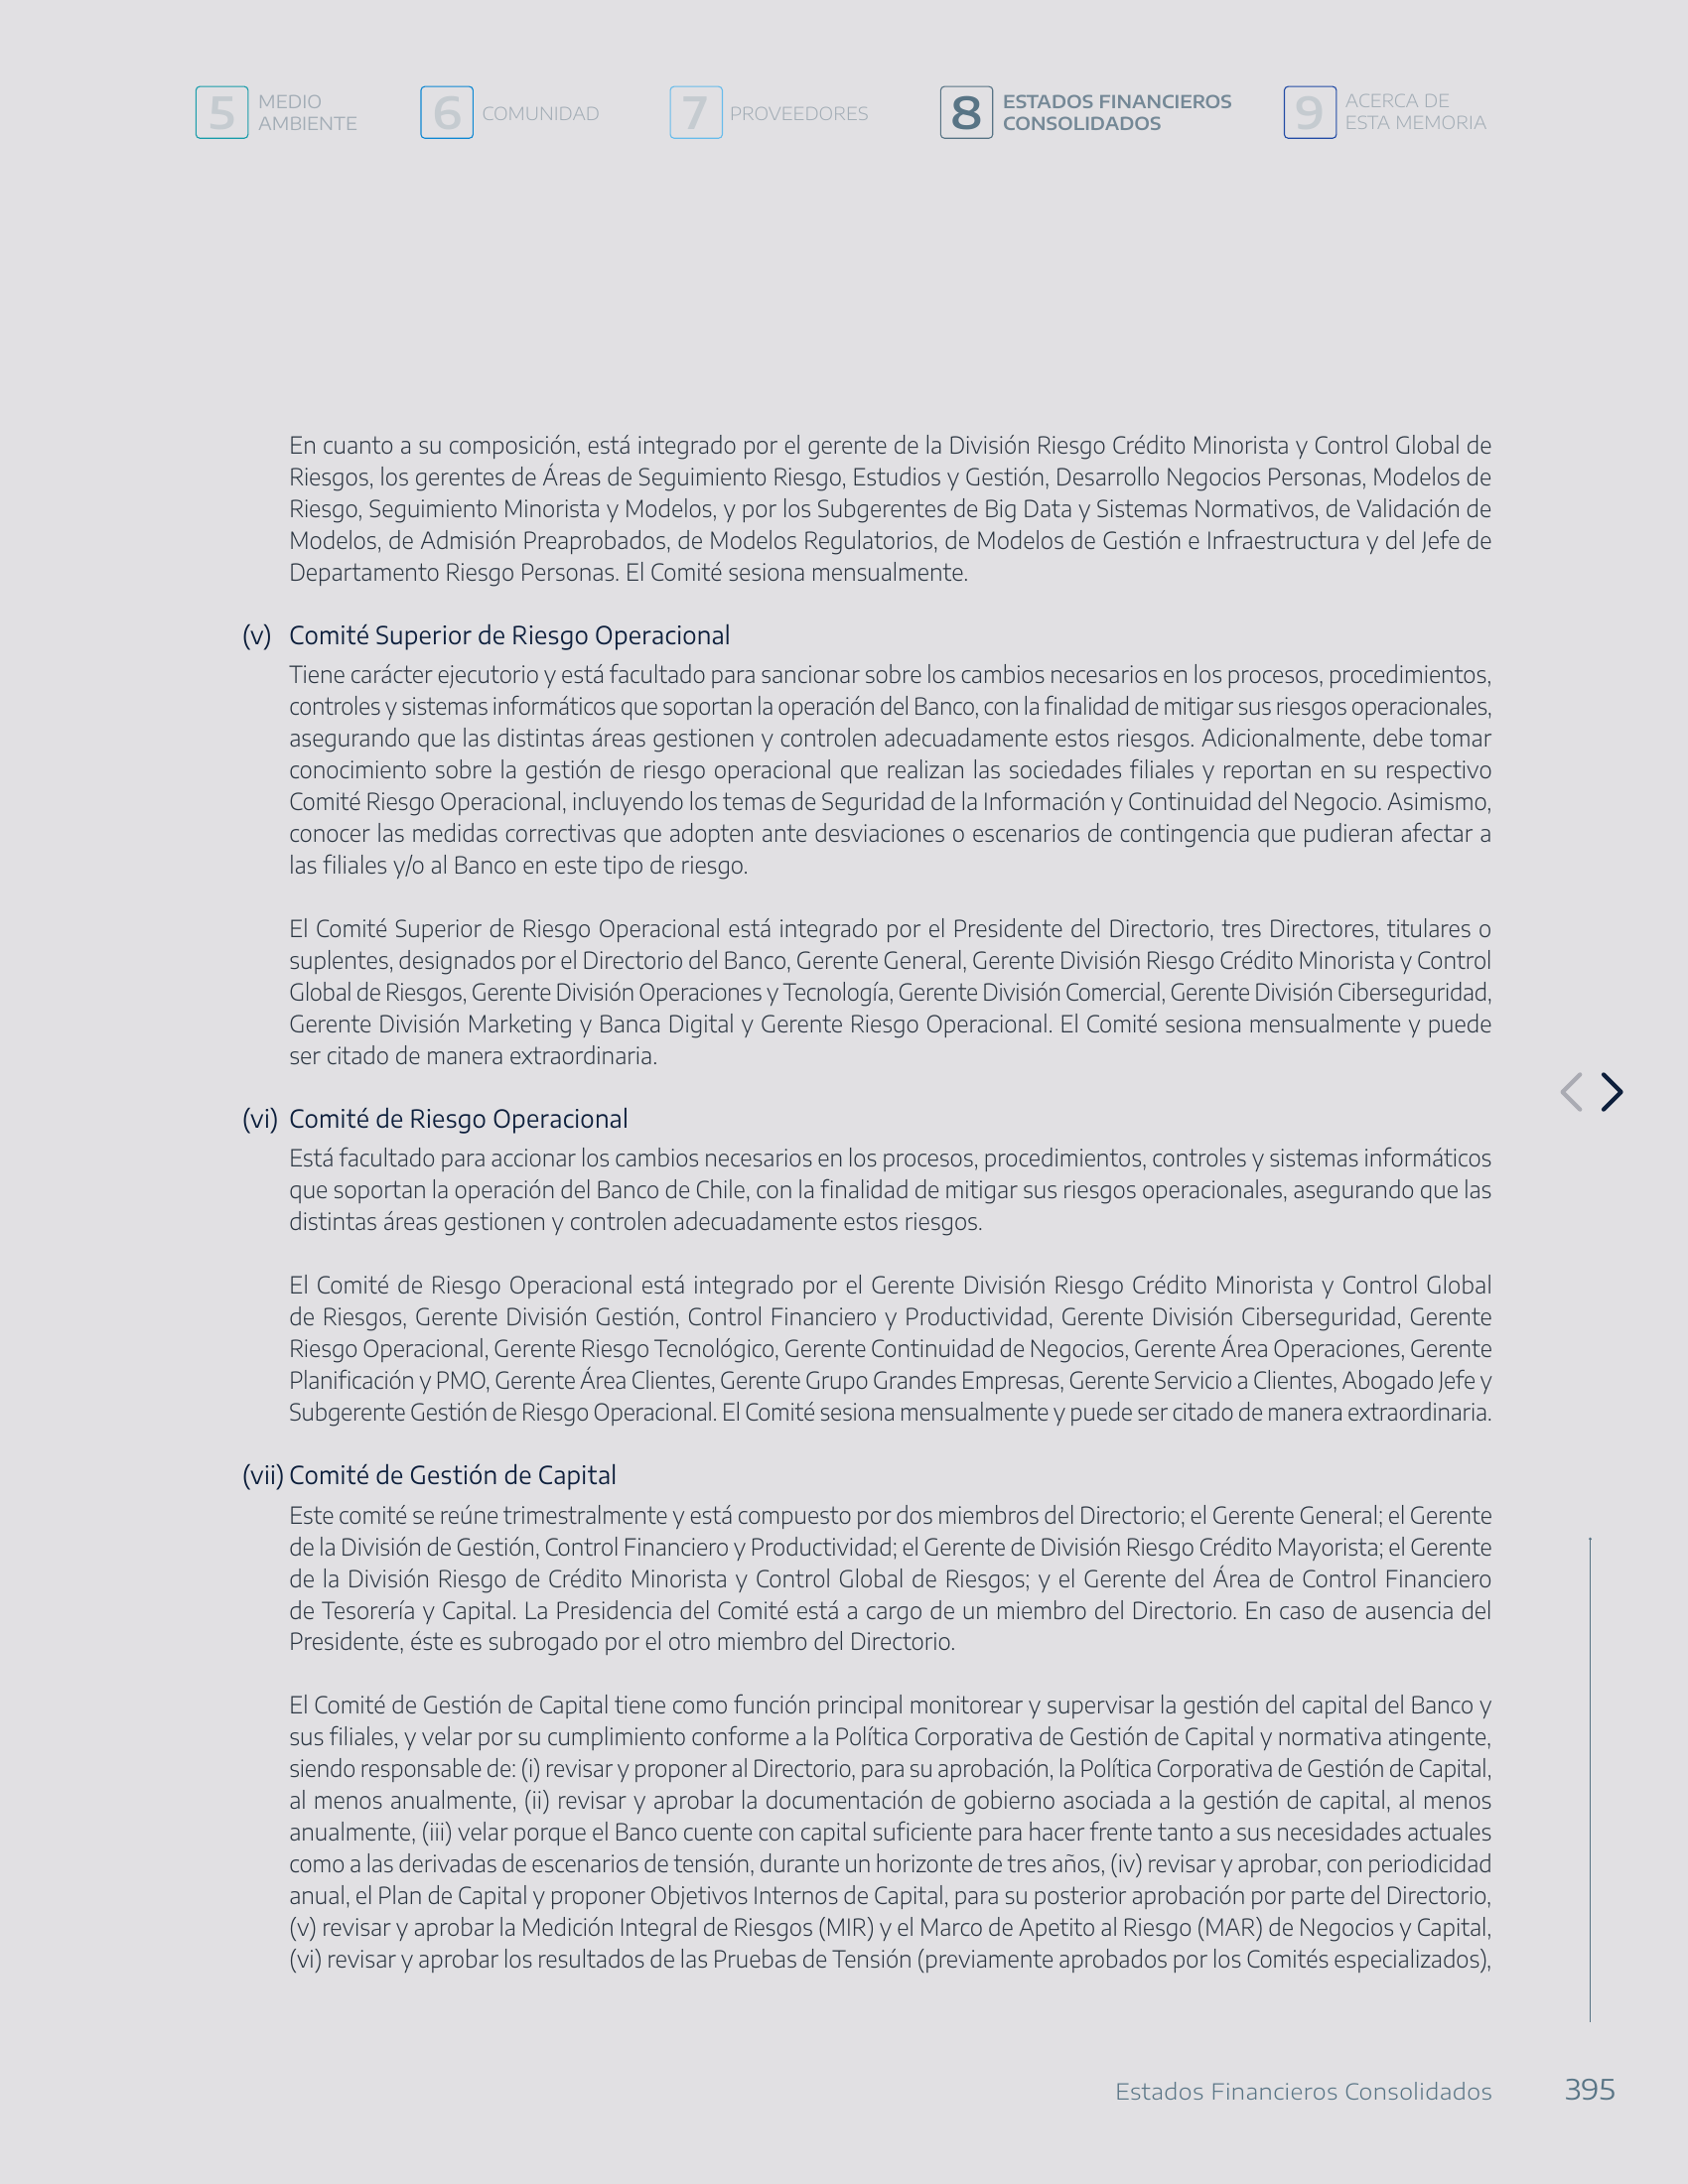 5 MEDIO AMBIENTE
6 COMUNIDAD
7 PROVEEDORES
8 ESTADOS FINANCIEROS CONSOLIDADOS
9 ACERCA DE ESTA MEMORIA
En cuanto a su composición, está integrado por el gerente de la División Riesgo Crédito Minorista y Control Global de
Riesgos, los gerentes de Áreas de Seguimiento Riesgo, Estudios y Gestión, Desarrollo Negocios Personas, Modelos de
Riesgo, Seguimiento Minorista y Modelos, y por los Subgerentes de Big Data y Sistemas Normativos, de Validación de
Modelos, de Admisión Preaprobados, de Modelos Regulatorios, de Modelos de Gestión e Infraestructura y del Jefe de
Departamento Riesgo Personas. El Comité sesiona mensualmente.
(v) Comité Superior de Riesgo Operacional
Tiene carácter ejecutorio y está facultado para sancionar sobre los cambios necesarios en los procesos, procedimientos,
controles y sistemas informáticos que soportan la operación del Banco, con la finalidad de mitigar sus riesgos operacionales,
asegurando que las distintas áreas gestionen y controlen adecuadamente estos riesgos. Adicionalmente, debe tomar
conocimiento sobre la gestión de riesgo operacional que realizan las sociedades filiales y reportan en su respectivo
Comité Riesgo Operacional, incluyendo los temas de Seguridad de la Información y Continuidad del Negocio. Asimismo,
conocer las medidas correctivas que adopten ante desviaciones o escenarios de contingencia que pudieran afectar a
las filiales y/o al Banco en este tipo de riesgo.
El Comité Superior de Riesgo Operacional está integrado por el Presidente del Directorio, tres Directores, titulares o
suplentes, designados por el Directorio del Banco, Gerente General, Gerente División Riesgo Crédito Minorista y Control
Global de Riesgos, Gerente División Operaciones y Tecnología, Gerente División Comercial, Gerente División Ciberseguridad,
Gerente División Marketing y Banca Digital y Gerente Riesgo Operacional. El Comité sesiona mensualmente y puede
ser citado de manera extraordinaria.
(vi) Comité de Riesgo Operacional
Está facultado para accionar los cambios necesarios en los procesos, procedimientos, controles y sistemas informáticos
que soportan la operación del Banco de Chile, con la finalidad de mitigar sus riesgos operacionales, asegurando que las
distintas áreas gestionen y controlen adecuadamente estos riesgos.
El Comité de Riesgo Operacional está integrado por el Gerente División Riesgo Crédito Minorista y Control Global
de Riesgos, Gerente División Gestión, Control Financiero y Productividad, Gerente División Ciberseguridad, Gerente
Riesgo Operacional, Gerente Riesgo Tecnológico, Gerente Continuidad de Negocios, Gerente Área Operaciones, Gerente
Planificación y PMO, Gerente Área Clientes, Gerente Grupo Grandes Empresas, Gerente Servicio a Clientes, Abogado Jefe y
Subgerente Gestión de Riesgo Operacional. El Comité sesiona mensualmente y puede ser citado de manera extraordinaria.
(vii) Comité de Gestión de Capital
Este comité se reúne trimestralmente y está compuesto por dos miembros del Directorio; el Gerente General; el Gerente
de la División de Gestión, Control Financiero y Productividad; el Gerente de División Riesgo Crédito Mayorista; el Gerente
de la División Riesgo de Crédito Minorista y Control Global de Riesgos; y el Gerente del Área de Control Financiero
de Tesorería y Capital. La Presidencia del Comité está a cargo de un miembro del Directorio. En caso de ausencia del
Presidente, éste es subrogado por el otro miembro del Directorio.
El Comité de Gestión de Capital tiene como función principal monitorear y supervisar la gestión del capital del Banco y
sus filiales, y velar por su cumplimiento conforme a la Política Corporativa de Gestión de Capital y normativa atingente,
siendo responsable de: (i) revisar y proponer al Directorio, para su aprobación, la Política Corporativa de Gestión de Capital,
al menos anualmente, (ii) revisar y aprobar la documentación de gobierno asociada a la gestión de capital, al menos
anualmente, (iii) velar porque el Banco cuente con capital suficiente para hacer frente tanto a sus necesidades actuales
como a las derivadas de escenarios de tensión, durante un horizonte de tres años, (iv) revisar y aprobar, con periodicidad
anual, el Plan de Capital y proponer Objetivos Internos de Capital, para su posterior aprobación por parte del Directorio,
(v) revisar y aprobar la Medición Integral de Riesgos (MIR) y el Marco de Apetito al Riesgo (MAR) de Negocios y Capital,
(vi) revisar y aprobar los resultados de las Pruebas de Tensión (previamente aprobados por los Comités especializados),
Estados Financieros Consolidados 395